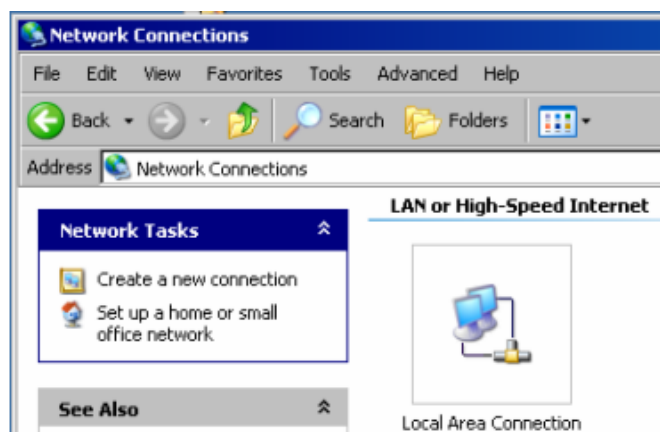 Network Connections
File Edit View Favorites Tools Advanced Help
Back Search Folders
Address Network Connections
LAN or High-Speed Internet
Network Tasks
Create a new connection
Set up a home or small
office network
See Also
Local Area Connection